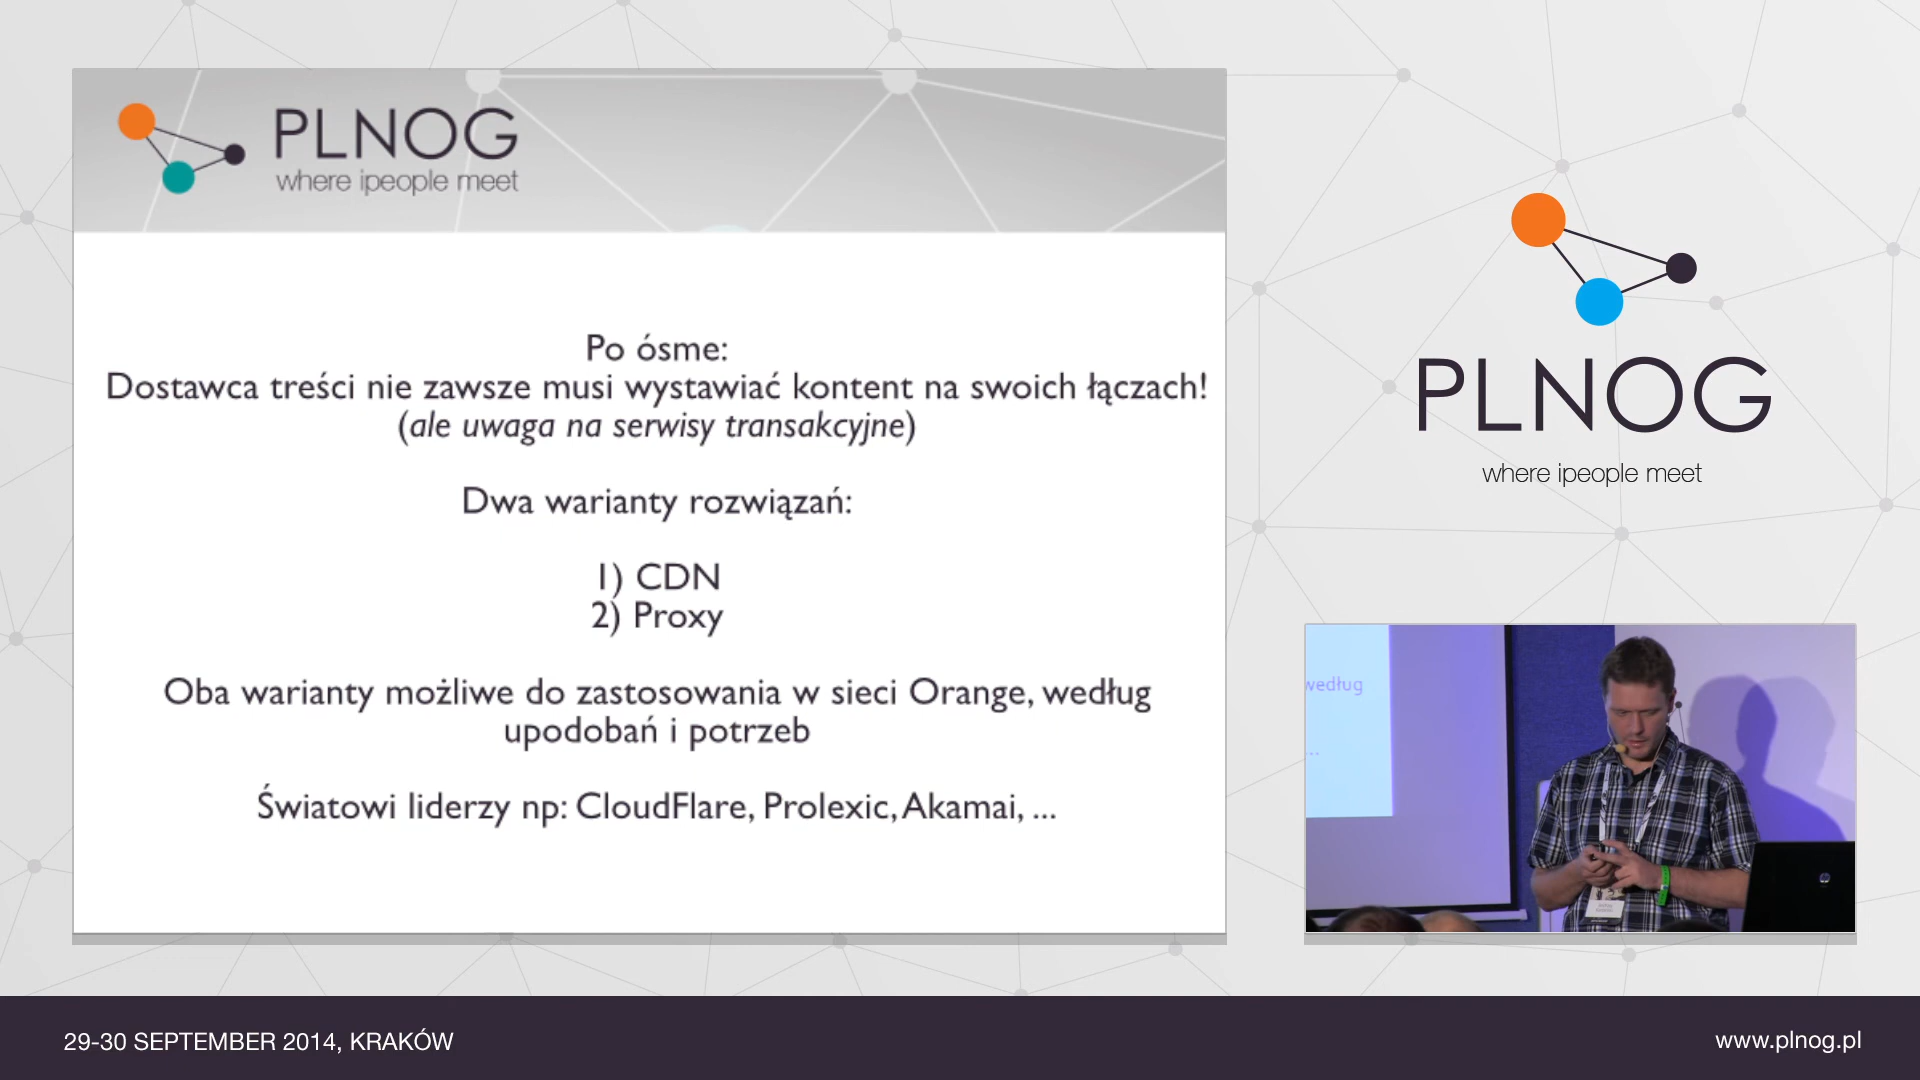 PLNOG
where ipeople meet
Po ósme:
Dostawca treści nie zawsze musi wystawiać kontent na swoich łączach!
(ale uwaga na serwisy transakcyjne)
Dwa warianty rozwiązań:
1) CDN
2) Proxy
Oba warianty możliwe do zastosowania w sieci Orange, według
upodobań i potrzeb
Światowi liderzy np: CloudFlare, Prolexic, Akamai, ...
PLNOG
where ipeople meet
według
...
29-30 SEPTEMBER 2014, KRAKÓW
www.plnog.pl